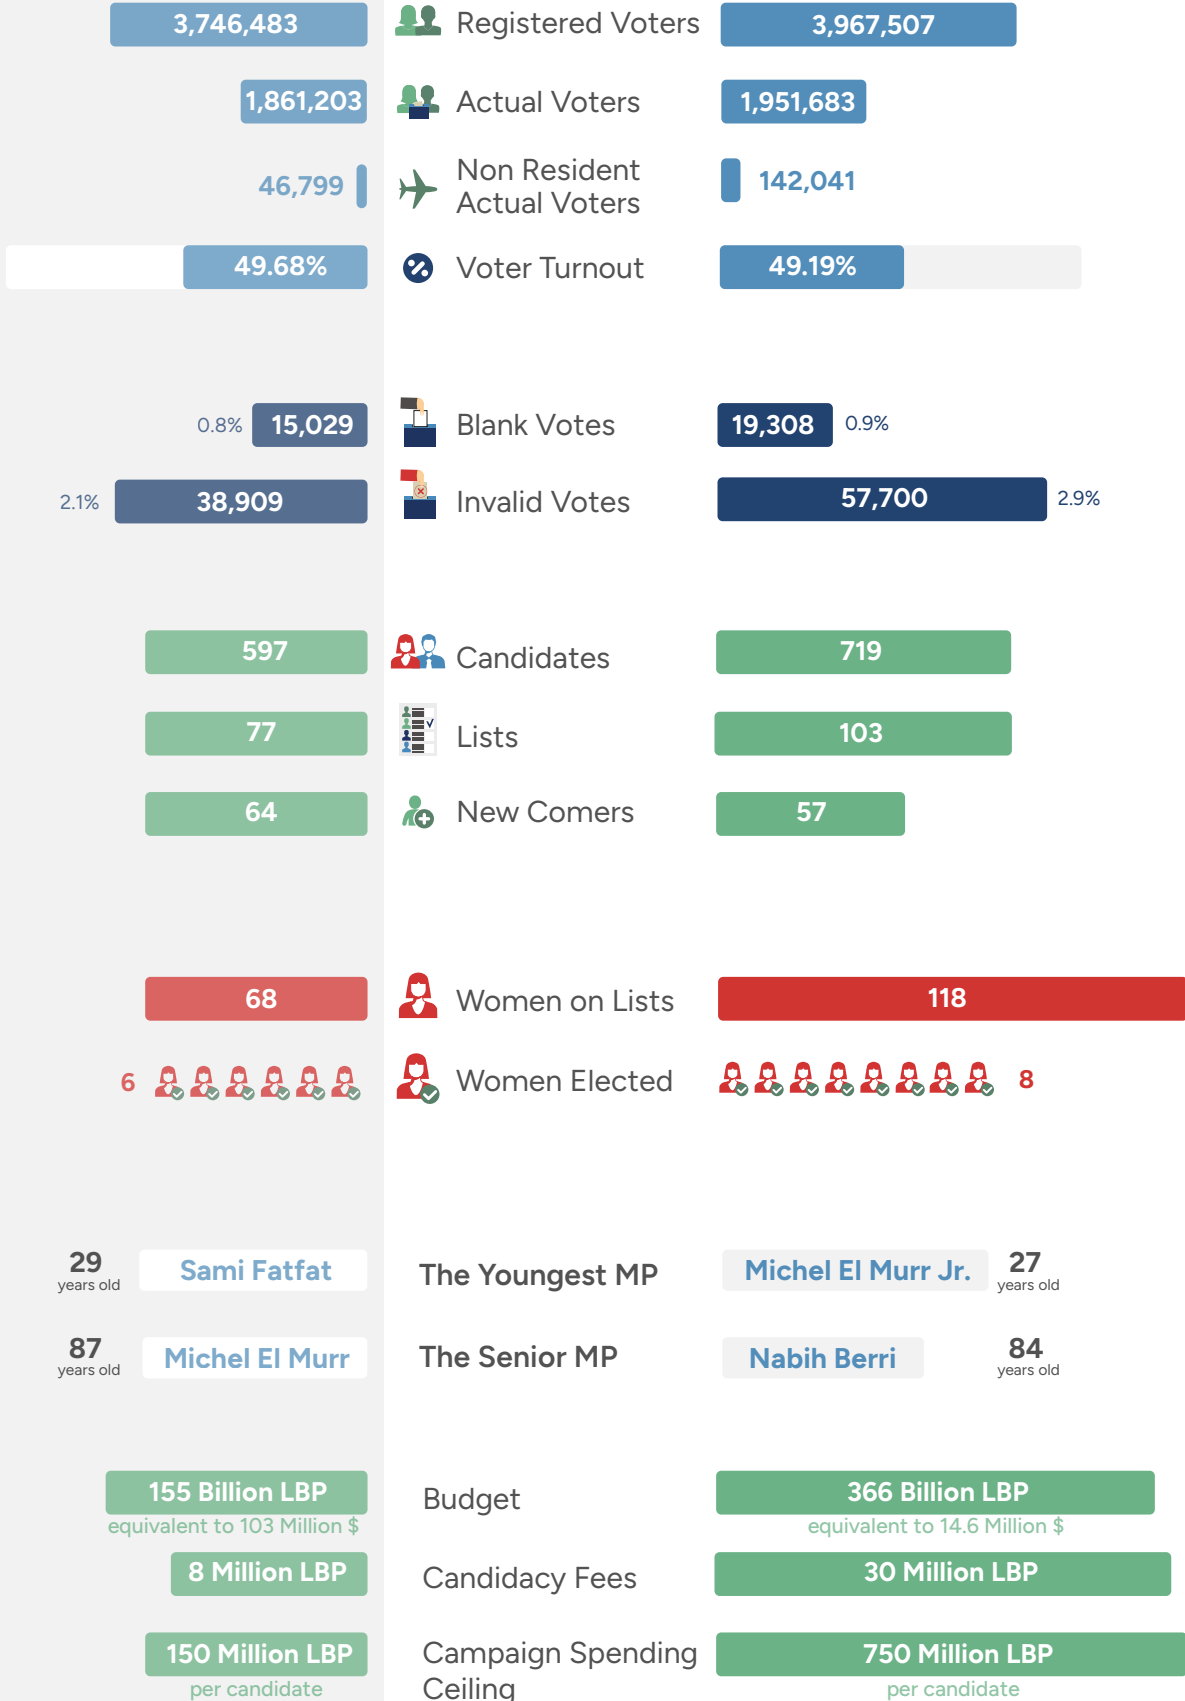 3,746,483
Registered Voters
3,967,507
1,861,203
Actual Voters
1,951,683
46,799
Non Resident
Actual Voters
142,041
49.68%
Voter Turnout
49.19%
0.8%
15,029
Blank Votes
19,308
0.9%
2.1%
38,909
Invalid Votes
57,700
2.9%
597
Candidates
719
77
Lists
103
64
New Comers
57
68
Women on Lists
118
6
Women Elected
8
29
years old
Sami Fatfat
The Youngest MP
Michel El Murr Jr.
27
years old
87
years old
Michel El Murr
The Senior MP
Nabih Berri
84
years old
155 Billion LBP
equivalent to 103 Million $
Budget
366 Billion LBP
equivalent to 14.6 Million $
8 Million LBP
Candidacy Fees
30 Million LBP
150 Million LBP
per candidate
Campaign Spending
Ceiling
750 Million LBP
per candidate